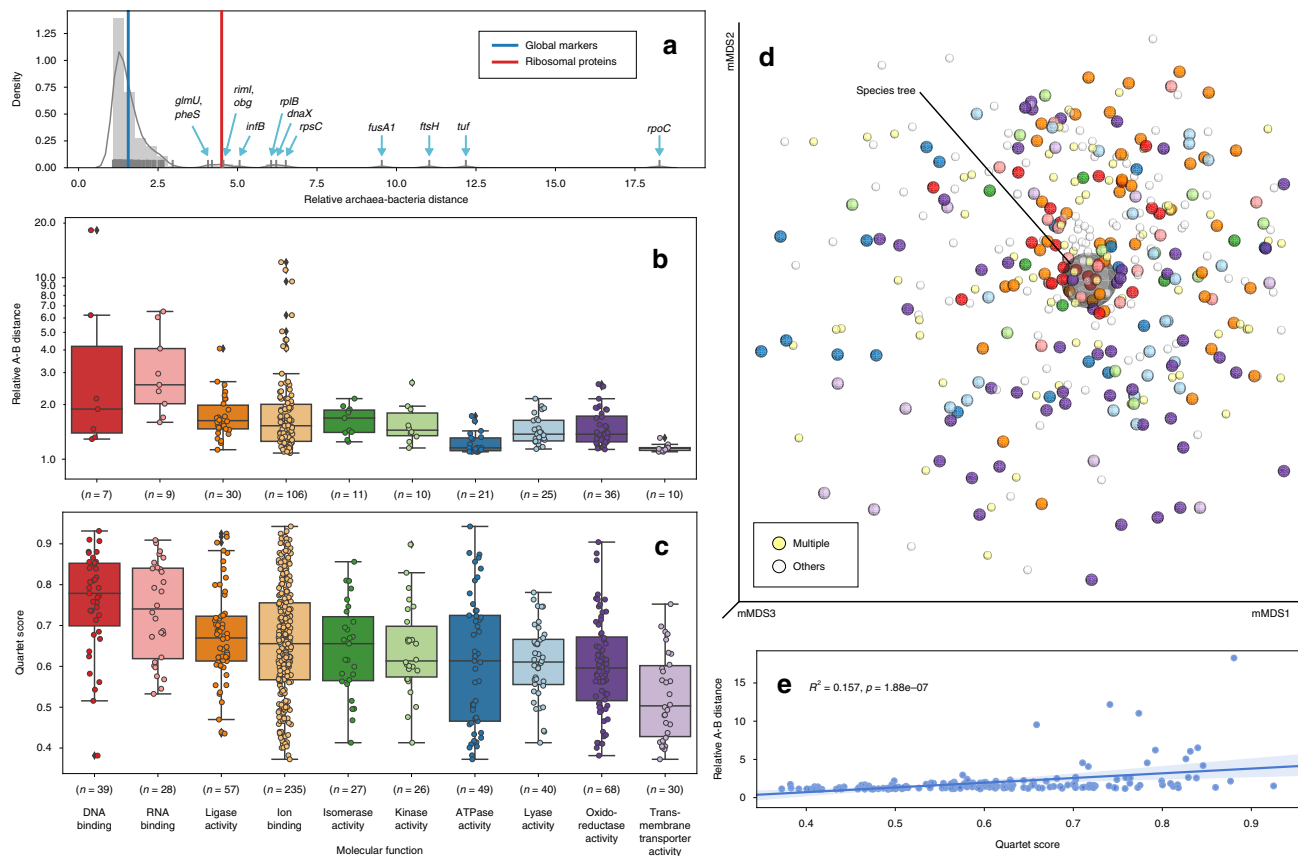 a
Global markers
Ribosomal proteins
1.25
1.00
0.75
0.50
0.25
0.00
Density
glmU,
pheS
rimI,
obg
infB
rplB
dnaX
rpsC
fusA1
ftsH
tuf
rpoC
0.0 2.5 5.0 7.5 10.0 12.5 15.0 17.5
Relative archaea-bacteria distance
b
20.0
10.0
9.0
8.0
7.0
6.0
5.0
4.0
3.0
2.0
1.0
Relative A-B distance
(n = 7) (n = 9) (n = 30) (n = 106) (n = 11) (n = 10) (n = 21) (n = 25) (n = 36) (n = 10)
c
0.9
0.8
0.7
0.6
0.5
0.4
Quartet score
(n = 39) (n = 28) (n = 57) (n = 235) (n = 27) (n = 26) (n = 49) (n = 40) (n = 68) (n = 30)
DNA binding
RNA binding
Ligase activity
Ion binding
Isomerase activity
Kinase activity
ATPase activity
Lyase activity
Oxido-
reductase
activity
Trans-
membrane
transporter
activity
Molecular function
d
mMDS2
Species tree
Multiple
Others
mMDS3
mMDS1
e
R² = 0.157, p = 1.88e–07
15
10
5
0
Relative A-B distance
0.4 0.5 0.6 0.7 0.8 0.9
Quartet score